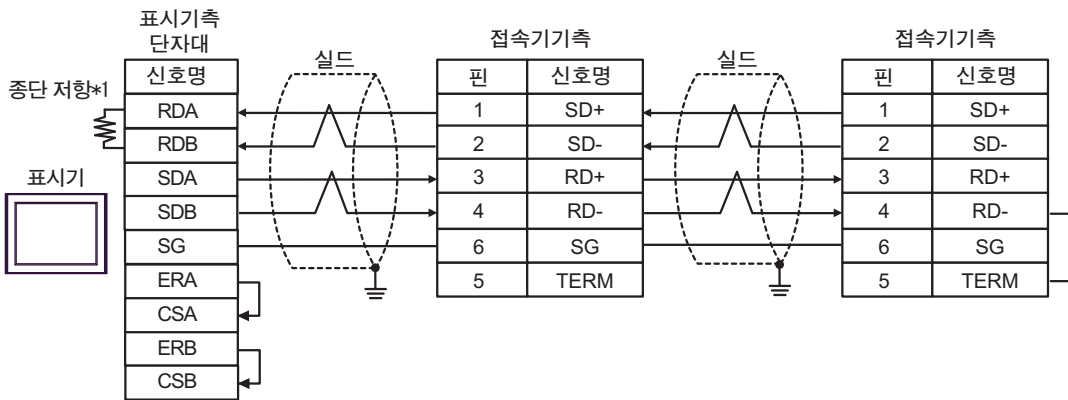 표시기측
단자대
실드
접속기기측
실드
접속기기측
종단 저항*1
표시기
신호명
RDA
RDB
SDA
SDB
SG
ERA
CSA
ERB
CSB
핀 신호명
1 SD+
2 SD-
3 RD+
4 RD-
6 SG
5 TERM
핀 신호명
1 SD+
2 SD-
3 RD+
4 RD-
6 SG
5 TERM